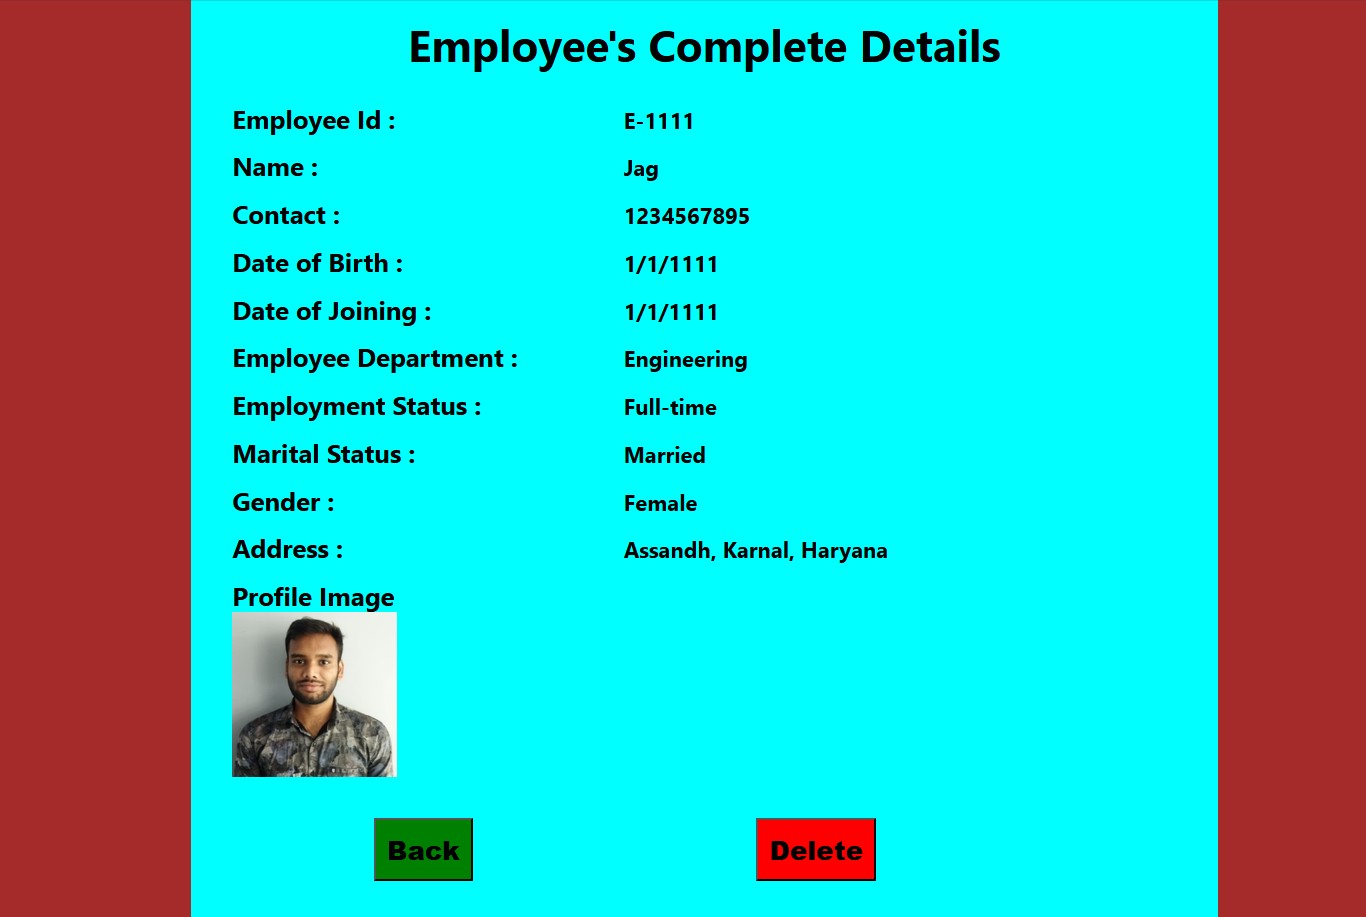 Employee's Complete Details
Employee Id : E-1111
Name : Jag
Contact : 1234567895
Date of Birth : 1/1/1111
Date of Joining : 1/1/1111
Employee Department : Engineering
Employment Status : Full-time
Marital Status : Married
Gender : Female
Address : Assandh, Karnal, Haryana
Profile Image
Back Delete